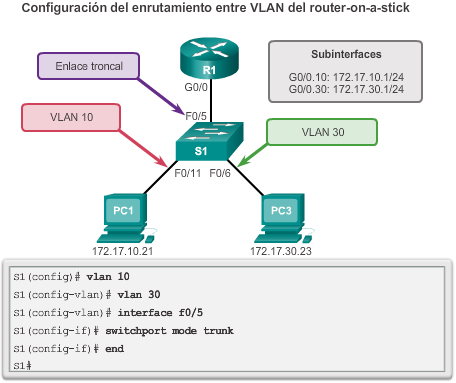 Configuración del enrutamiento entre VLAN del router-on-a-stick
Enlace troncal
R1
G0/0
Subinterfaces
G0/0.10: 172.17.10.1/24
G0/0.30: 172.17.30.1/24
VLAN 10
F0/5
VLAN 30
S1
F0/11 F0/6
PC1
PC3
172.17.10.21
172.17.30.23
S1(config)# vlan 10
S1(config-vlan)# vlan 30
S1(config-vlan)# interface f0/5
S1(config-if)# switchport mode trunk
S1(config-if)# end
S1#